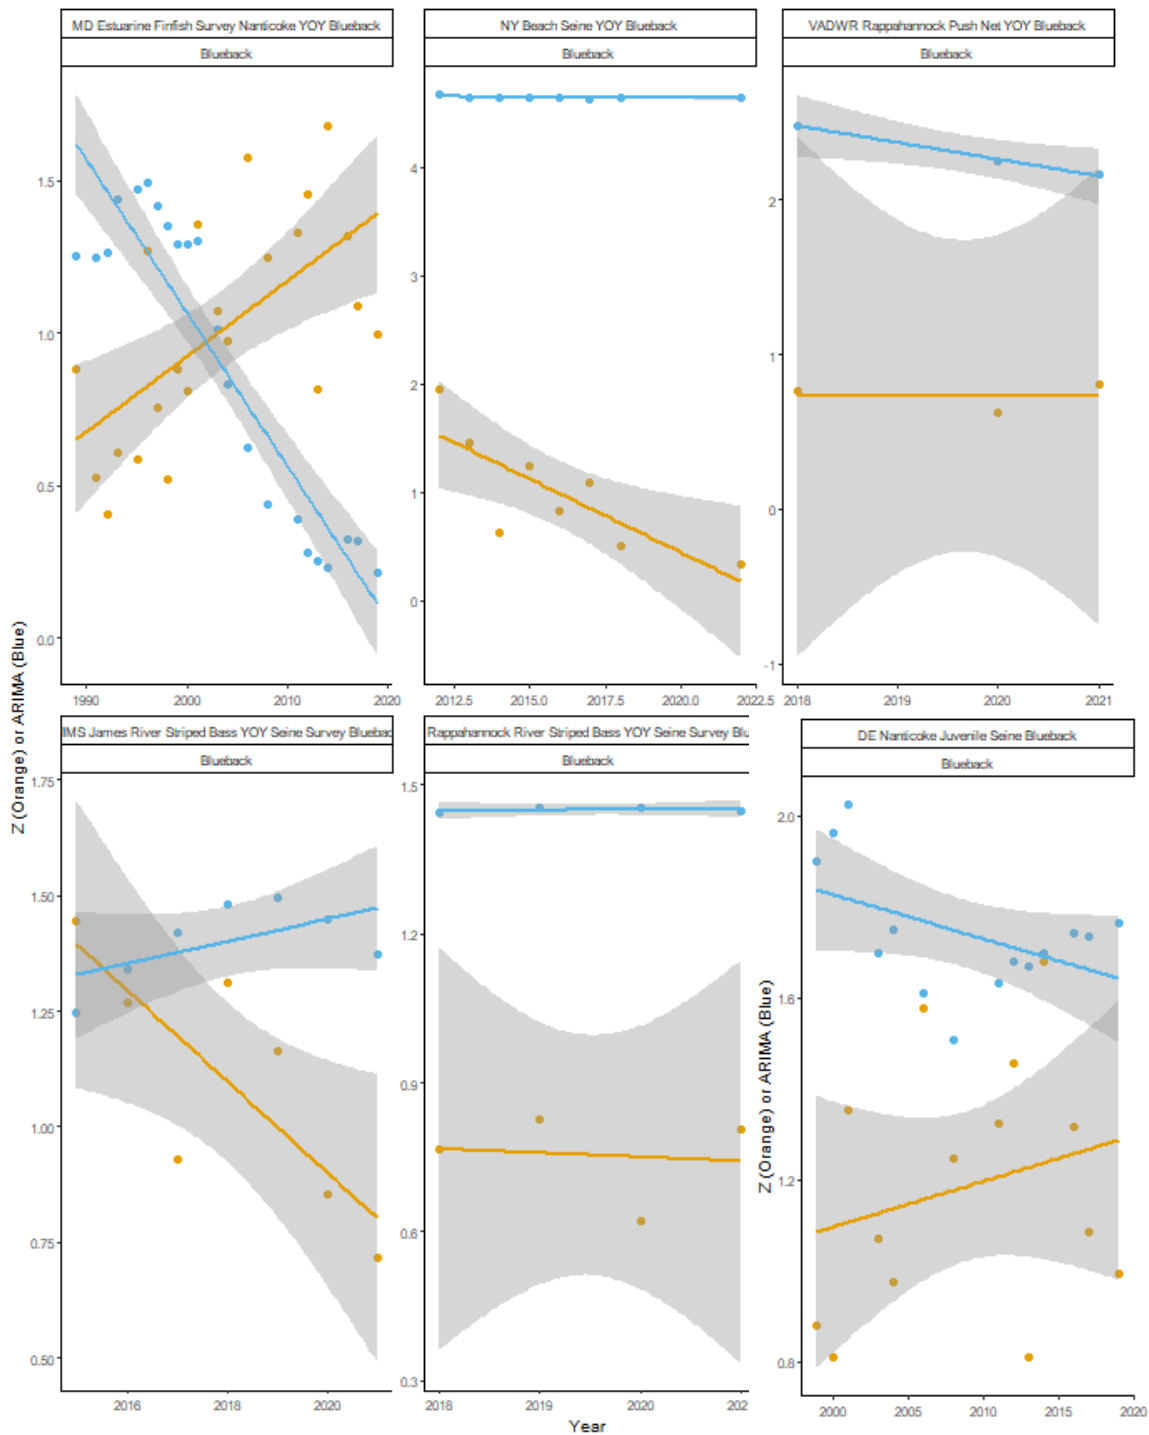 MD Estuarine Finfish Survey Nanticoke YOY Blueback
Blueback
1.5
1.0
0.5
0.0
1990 2000 2010 2020
NY Beach Seine YOY Blueback
Blueback
4
3
2
1
0
2012.5 2015.0 2017.5 2020.0 2022.5
VADWR Rappahannock Push Net YOY Blueback
Blueback
2
1
0
-1
2018 2019 2020 2021
Z (Orange) or ARIMA (Blue)
IMS James River Striped Bass YOY Seine Survey Bluebac
Blueback
1.75
1.50
1.25
1.00
0.75
0.50
2016 2018 2020
Rappahannock River Striped Bass YOY Seine Survey Blu
Blueback
1.5
1.2
0.9
0.6
0.3
2018 2019 2020 202
Year
DE Nanticoke Juvenile Seine Blueback
Blueback
Z (Orange) or ARIMA (Blue)
2.0
1.6
1.2
0.8
2000 2005 2010 2015 2020